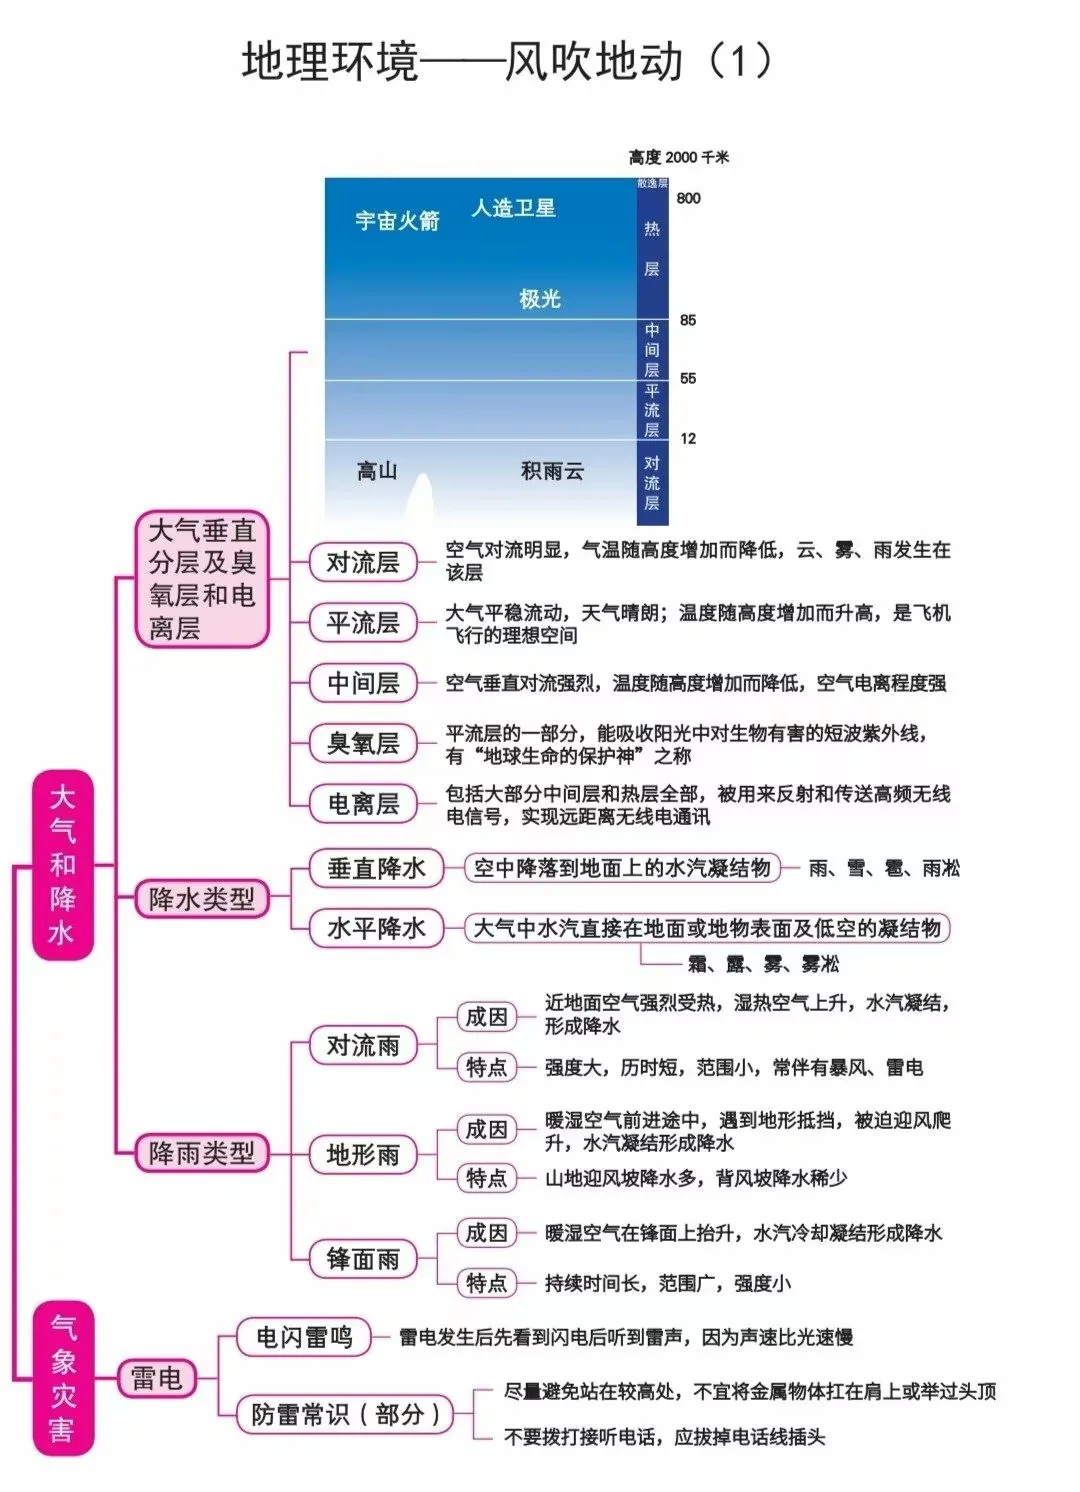 地理环境——风吹地动（1）
高度 2000 千米
散逸层
800
宇宙火箭
人造卫星
热层
极光
85
中间层
55
平流层
12
高山
积雨云
对流层
大气和降水
大气垂直
分层及臭
氧层和电
离层
对流层
空气对流明显，气温随高度增加而降低，云、雾、雨发生在
该层
平流层
大气平稳流动，天气晴朗；温度随高度增加而升高，是飞机
飞行的理想空间
中间层
空气垂直对流强烈，温度随高度增加而降低，空气电离程度强
臭氧层
平流层的一部分，能吸收阳光中对生物有害的短波紫外线，
有“地球生命的保护神”之称
电离层
包括大部分中间层和热层全部，被用来反射和传送高频无线
电信号，实现远距离无线电通讯
降水类型
垂直降水
空中降落到地面上的水汽凝结物
雨、雪、雹、雨凇
水平降水
大气中水汽直接在地面或地物表面及低空的凝结物
霜、露、雾、雾凇
降雨类型
对流雨
成因
近地面空气强烈受热，湿热空气上升，水汽凝结，
形成降水
特点
强度大，历时短，范围小，常伴有暴风、雷电
地形雨
成因
暖湿空气前进途中，遇到地形抵挡，被迫迎风爬
升，水汽凝结形成降水
特点
山地迎风坡降水多，背风坡降水稀少
锋面雨
成因
暖湿空气在锋面上抬升，水汽冷却凝结形成降水
特点
持续时间长，范围广，强度小
气象灾害
雷电
电闪雷鸣
雷电发生后先看到闪电后听到雷声，因为声速比光速慢
防雷常识（部分）
尽量避免站在较高处，不宜将金属物体扛在肩上或举过头顶
不要拨打接听电话，应拔掉电话线插头